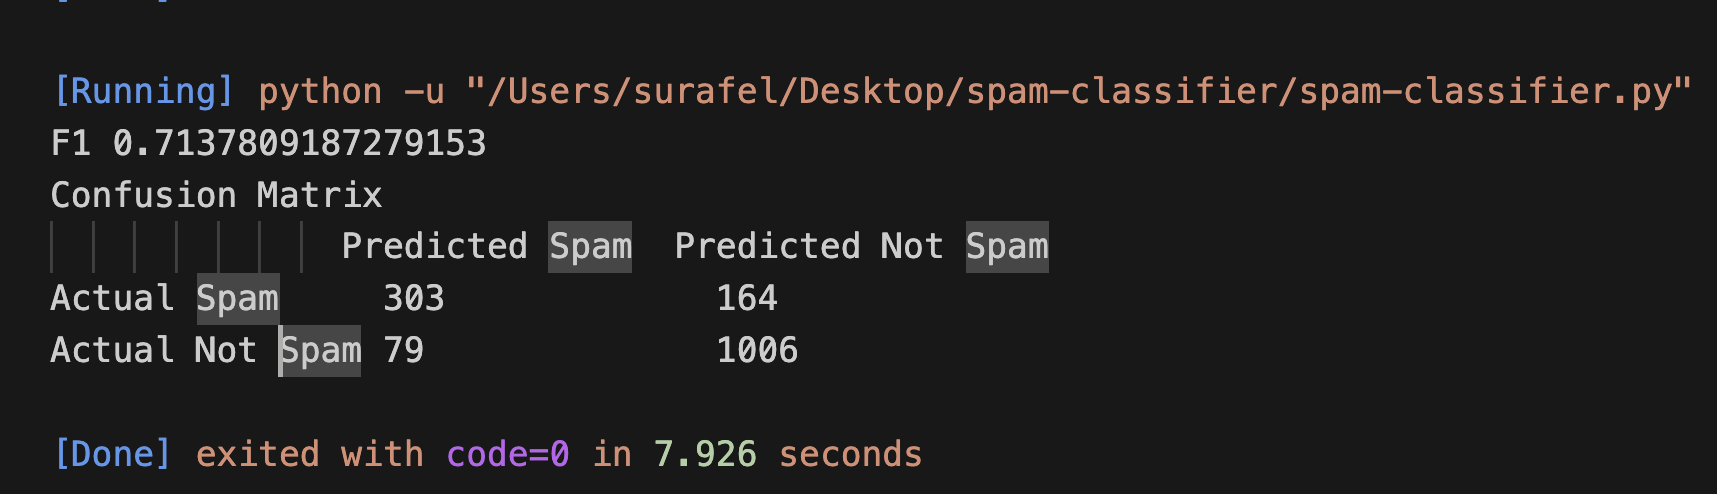 [Running] python -u "/Users/surafel/Desktop/spam-classifier/spam-classifier.py"
F1 0.7137809187279153
Confusion Matrix
Predicted Spam  Predicted Not Spam
Actual Spam     303             164
Actual Not Spam 79              1006
[Done] exited with code=0 in 7.926 seconds